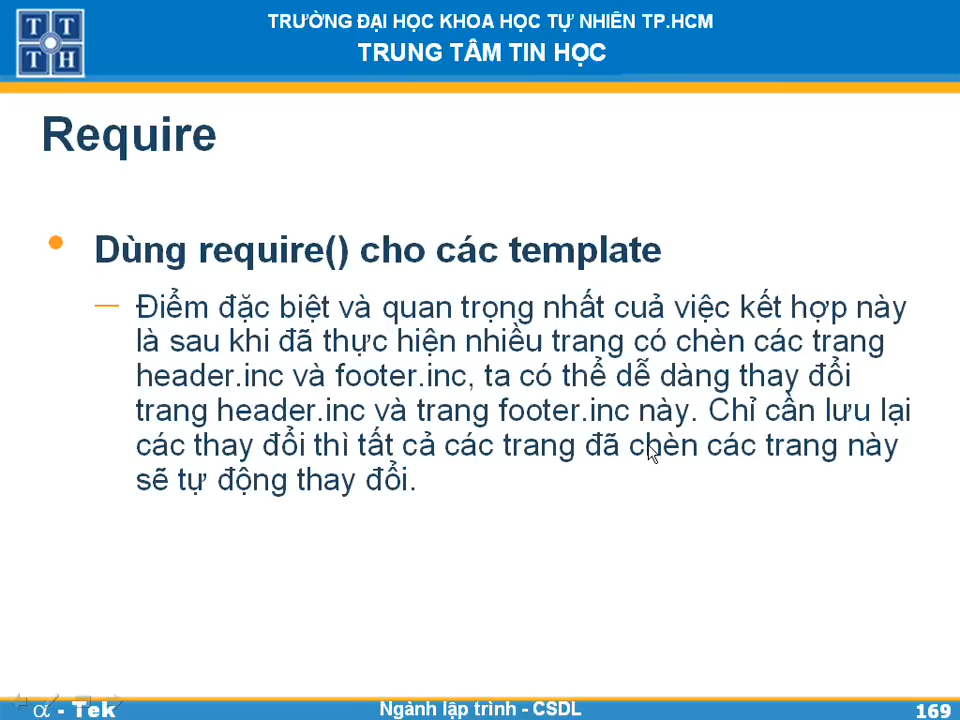 TRƯỜNG ĐẠI HỌC KHOA HỌC TỰ NHIÊN TP.HCM
TRUNG TÂM TIN HỌC
T T
T H
Require
• Dùng require() cho các template
— Điểm đặc biệt và quan trọng nhất cuả việc kết hợp này
là sau khi đã thực hiện nhiều trang có chèn các trang
header.inc và footer.inc, ta có thể dễ dàng thay đổi
trang header.inc và trang footer.inc này. Chỉ cần lưu lại
các thay đổi thì tất cả các trang đã chèn các trang này
sẽ tự động thay đổi.
α - Tek
Ngành lập trình - CSDL
169